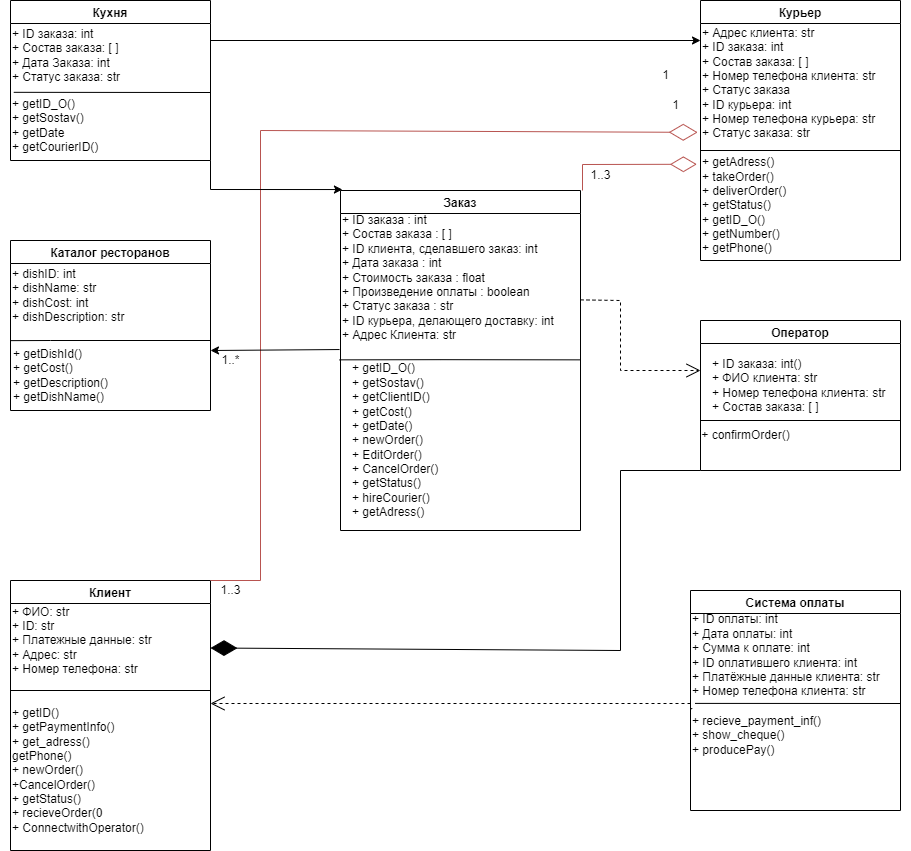 Кухня
+ ID заказа: int
+ Состав заказа: [ ]
+ Дата Заказа: int
+ Статус заказа: str
+ getID_O()
+ getSostav()
+ getDate
+ getCourierID()
Курьер
+ Адрес клиента: str
+ ID заказа: int
+ Состав заказа: [ ]
+ Номер телефона клиента: str
+ Статус заказа
+ ID курьера: int
+ Номер телефона курьера: str
+ Статус заказа: str
+ getAdress()
+ takeOrder()
+ deliverOrder()
+ getStatus()
+ getID_O()
+ getNumber()
+ getPhone()
1
1
1..3
Заказ
+ ID заказа : int
+ Состав заказа : [ ]
+ ID клиента, сделавшего заказ: int
+ Дата заказа : int
+ Стоимость заказа : float
+ Произведение оплаты : boolean
+ Статус заказа : str
+ ID курьера, делающего доставку: int
+ Адрес Клиента: str
+ getID_O()
+ getSostav()
+ getClientID()
+ getCost()
+ getDate()
+ newOrder()
+ EditOrder()
+ CancelOrder()
+ getStatus()
+ hireCourier()
+ getAdress()
Каталог ресторанов
+ dishID: int
+ dishName: str
+ dishCost: int
+ dishDescription: str
+ getDishId()
+ getCost()
+ getDescription()
+ getDishName()
1..*
Оператор
+ ID заказа: int()
+ ФИО клиента: str
+ Номер телефона клиента: str
+ Состав заказа: [ ]
+ confirmOrder()
1..3
Клиент
+ ФИО: str
+ ID: str
+ Платежные данные: str
+ Адрес: str
+ Номер телефона: str
+ getID()
+ getPaymentInfo()
+ get_adress()
getPhone()
+ newOrder()
+CancelOrder()
+ getStatus()
+ recieveOrder(0
+ ConnectwithOperator()
Система оплаты
+ ID оплаты: int
+ Дата оплаты: int
+ Сумма к оплате: int
+ ID оплатившего клиента: int
+ Платёжные данные клиента: str
+ Номер телефона клиента: str
+ recieve_payment_inf()
+ show_cheque()
+ producePay()